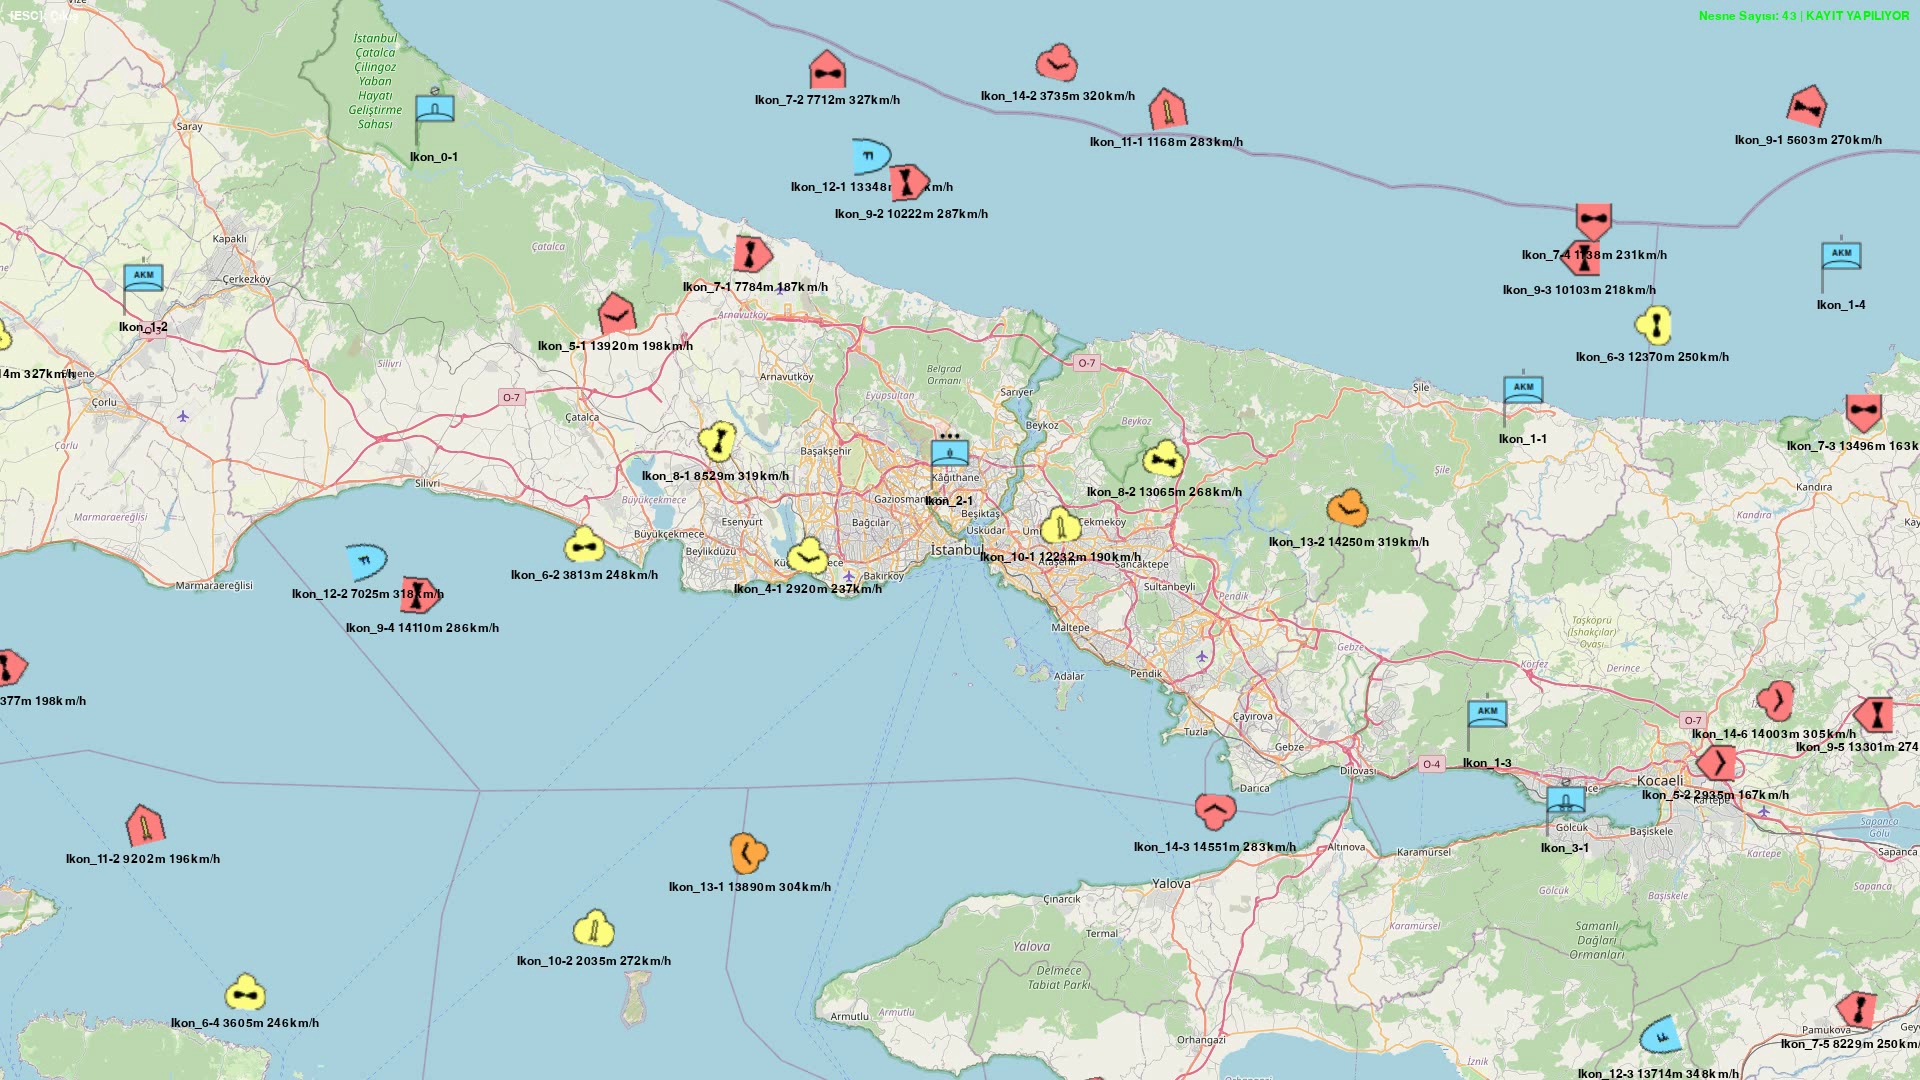 [ESC]
Nesne Sayısı: 43 | KAYIT YAPILIYOR
İstanbul
Çatalca
Çilingoz
Yaban
Hayatı
Geliştirme
Sahası
Ikon_7-2 7712m 327km/h
Ikon_14-2 3735m 320km/h
Ikon_11-1 1168m 283km/h
Ikon_9-1 5603m 270km/h
Saray
Ikon_0-1
Ikon_12-1 13348m
km/h
Ikon_9-2 10222m 287km/h
Kapaklı
Çatalca
Çerkezköy
AKM
Ikon_1-2
Ikon_7-1 7784m 187km/h
Arnavutköy
Ikon_7-4 1138m 231km/h
Ikon_9-3 10103m 218km/h
AKM
Ikon_1-4
Ikon_5-1 13920m 198km/h
Ikon_6-3 12370m 250km/h
Silivri
14m 327km/h
Arnavutköy
Belgrad
Ormanı
O-7
Sarıyer
Eyüpsultan
O-7
Çorlu
Çatalca
Beykoz
Beykoz
AKM
Şile
Ikon_1-1
Ikon_7-3 13496m 163k
Çorlu
Başakşehir
Ikon_8-1 8529m 319km/h
Kâğıthane
Ikon_2-1
Ikon_8-2 13065m 268km/h
Şile
Kandıra
Silivri
Büyükçekmece
Beşiktaş
Marmaraereğlisi
Esenyurt
Bağcılar
Üsküdar
Çekmeköy
Kandıra
Büyükçekmece
Beylikdüzü
İstanbul
Ikon_10-1 12232m 190km/h
Ikon_13-2 14250m 319km/h
Ataşehir
Sancaktepe
Ikon_6-2 3813m 248km/h
Bakırköy
Ikon_4-1 2920m 237km/h
Sultanbeyli
Marmaraereğlisi
Ikon_12-2 7025m 318km/h
Pendik
Ikon_9-4 14110m 286km/h
Maltepe
Taşköprü
(İshakçılar)
Ovası
Gebze
Körfez
Derince
Adalar
Pendik
377m 198km/h
AKM
Ikon_1-3
Çayırova
O-7
Tuzla
Gebze
Ikon_14-6 14003m 305km/h
Ikon_9-5 13301m 274
O-4
Dilovası
Kocaeli
Darıca
Ikon_5-2 2935m 167km/h
Kartepe
Gölcük
Başiskele
Sapanca
Gölü
Ikon_3-1
Ikon_14-3 14551m 283km/h
Altınova
Karamürsel
Kartepe
Sapanca
Ikon_11-2 9202m 196km/h
Ikon_13-1 13890m 304km/h
Yalova
Gölcük
Başiskele
Sapanca
Çınarcık
Termal
Karamürsel
Samanlı
Dağları
Ormanları
Yalova
Ikon_10-2 2035m 272km/h
Delmece
Tabiat Parkı
Ikon_6-4 3605m 246km/h
Armutlu
Armutlu
Orhangazi
Pamukova
Ikon_7-5 8229m 250km/
İznik
Ikon_12-3 13714m 348km/h
Orhangazi